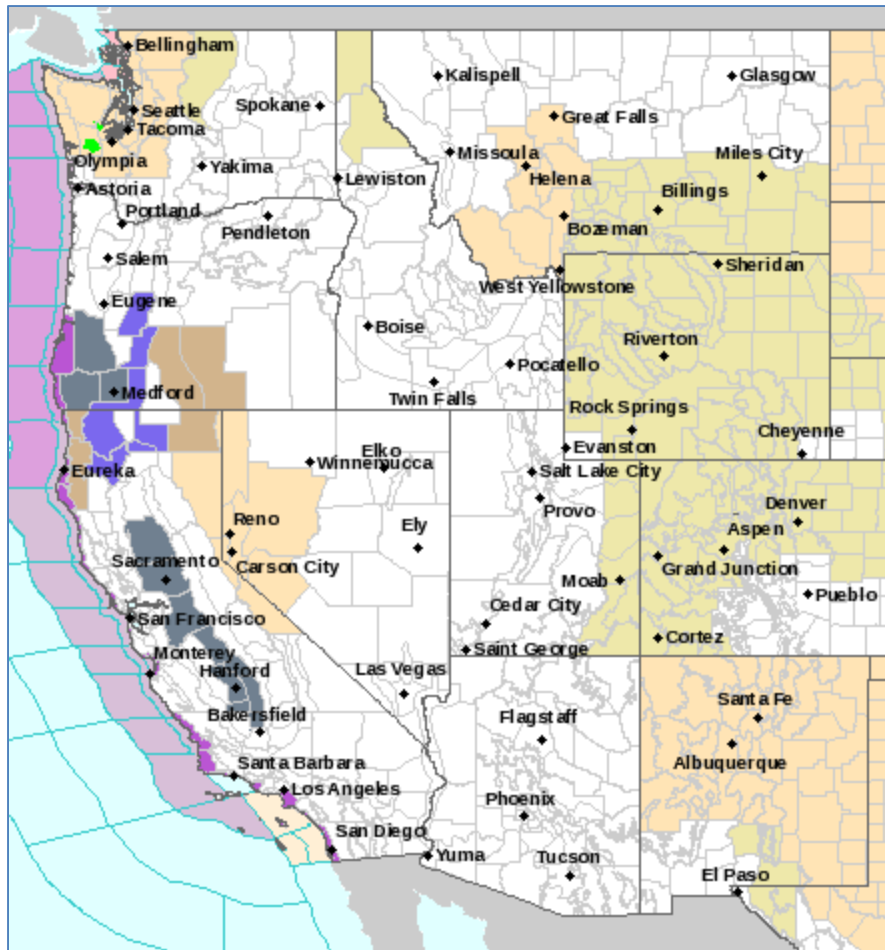 Bellingham
Kalispell
Glasgow
Seattle
Spokane
Great Falls
Tacoma
Olympia
Missoula
Miles City
Yakima
Helena
Astoria
Lewiston
Billings
Portland
Pendleton
Bozeman
Salem
Sheridan
West Yellowstone
Eugene
Boise
Riverton
Pocatello
Medford
Twin Falls
Rock Springs
Cheyenne
Elko
Evanston
Eureka
Winnemucca
Salt Lake City
Provo
Denver
Reno
Ely
Aspen
Sacramento
Carson City
Grand Junction
Moab
Pueblo
San Francisco
Cedar City
Cortez
Monterey
Saint George
Hanford
Las Vegas
Santa Fe
Bakersfield
Flagstaff
Albuquerque
Santa Barbara
Los Angeles
Phoenix
San Diego
Yuma
Tucson
El Paso